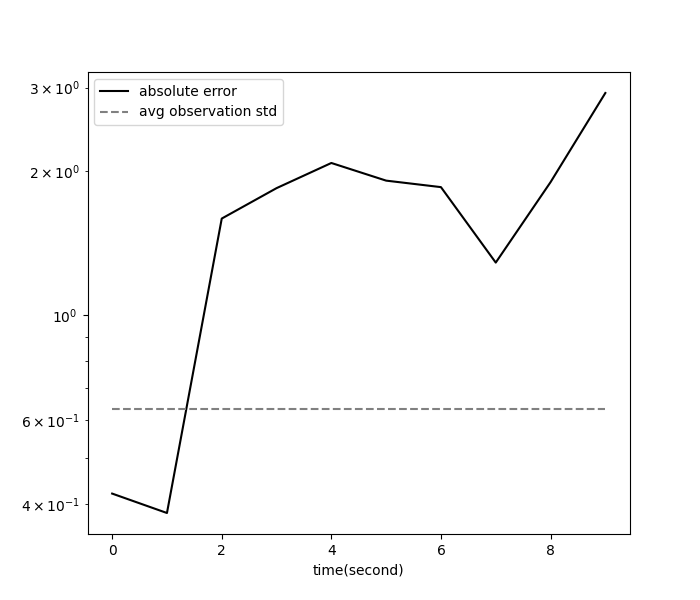 absolute error
avg observation std
3 × 10⁰
2 × 10⁰
10⁰
6 × 10⁻¹
4 × 10⁻¹
0 2 4 6 8
time(second)